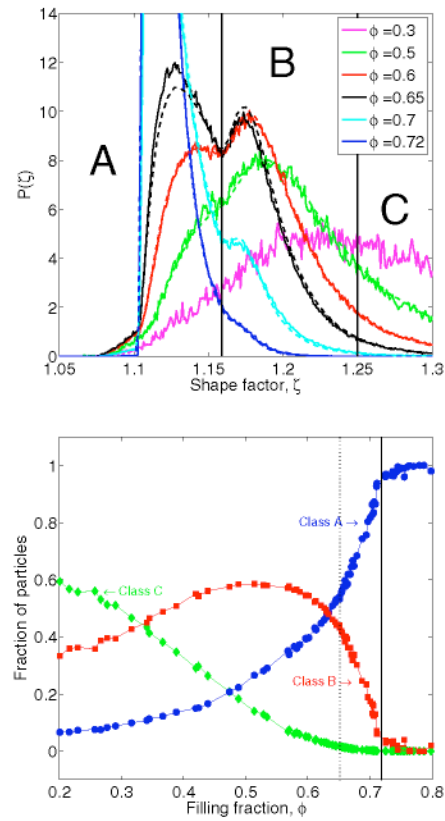 14
12
10
8
6
4
2
0
P(ζ)
A
B
C
ϕ =0.3
ϕ =0.5
ϕ =0.6
ϕ =0.65
ϕ =0.7
ϕ =0.72
1.05 1.1 1.15 1.2 1.25 1.3
Shape factor, ζ
1
0.8
0.6
0.4
0.2
0
Fraction of particles
Class A →
← Class C
Class B →
0.2 0.3 0.4 0.5 0.6 0.7 0.8
Filling fraction, ϕ